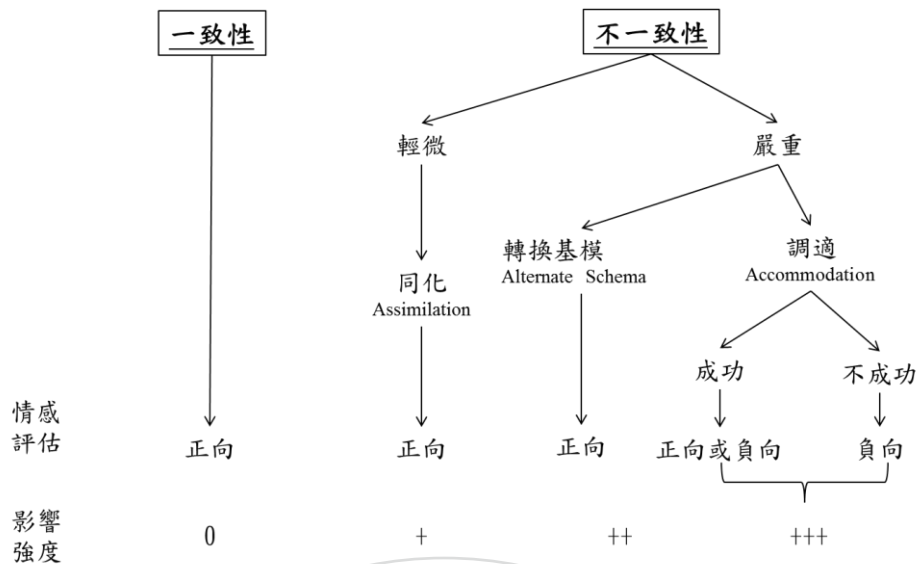 一致性
不一致性
輕微
嚴重
轉換基模
Alternate Schema
調適
Accommodation
同化
Assimilation
成功
不成功
情感
評估
正向
正向
正向
正向或負向
負向
影響
強度
0
+
++
+++